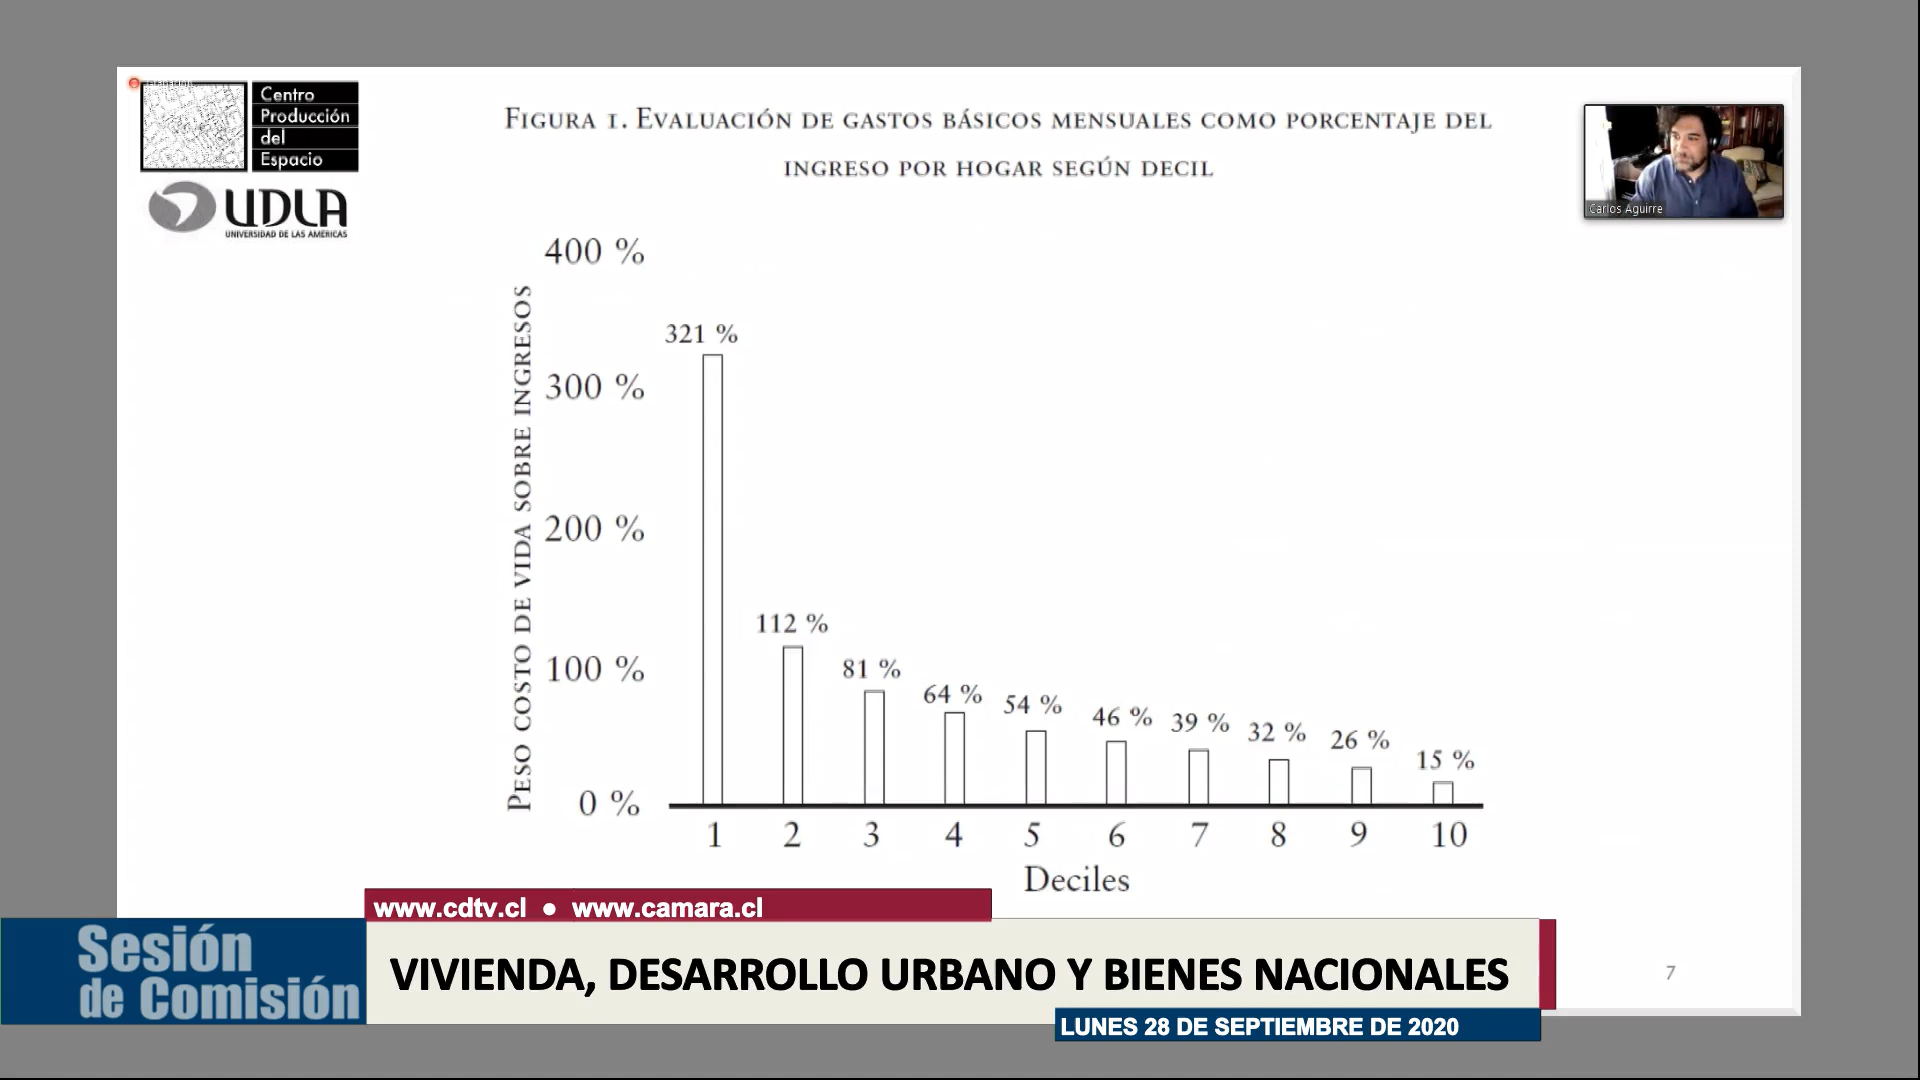 Grabación
Centro
Producción
del
Espacio
UDLA
UNIVERSIDAD DE LAS AMÉRICAS
Figura 1. Evaluación de gastos básicos mensuales como porcentaje del
ingreso por hogar según decil
Carlos Aguirre
Peso costo de vida sobre ingresos
400 %
300 %
200 %
100 %
0 %
321 %
112 %
81 %
64 %
54 %
46 %
39 %
32 %
26 %
15 %
1 2 3 4 5 6 7 8 9 10
Deciles
www.cdtv.cl • www.camara.cl
Sesión
de Comisión
VIVIENDA, DESARROLLO URBANO Y BIENES NACIONALES
7
LUNES 28 DE SEPTIEMBRE DE 2020